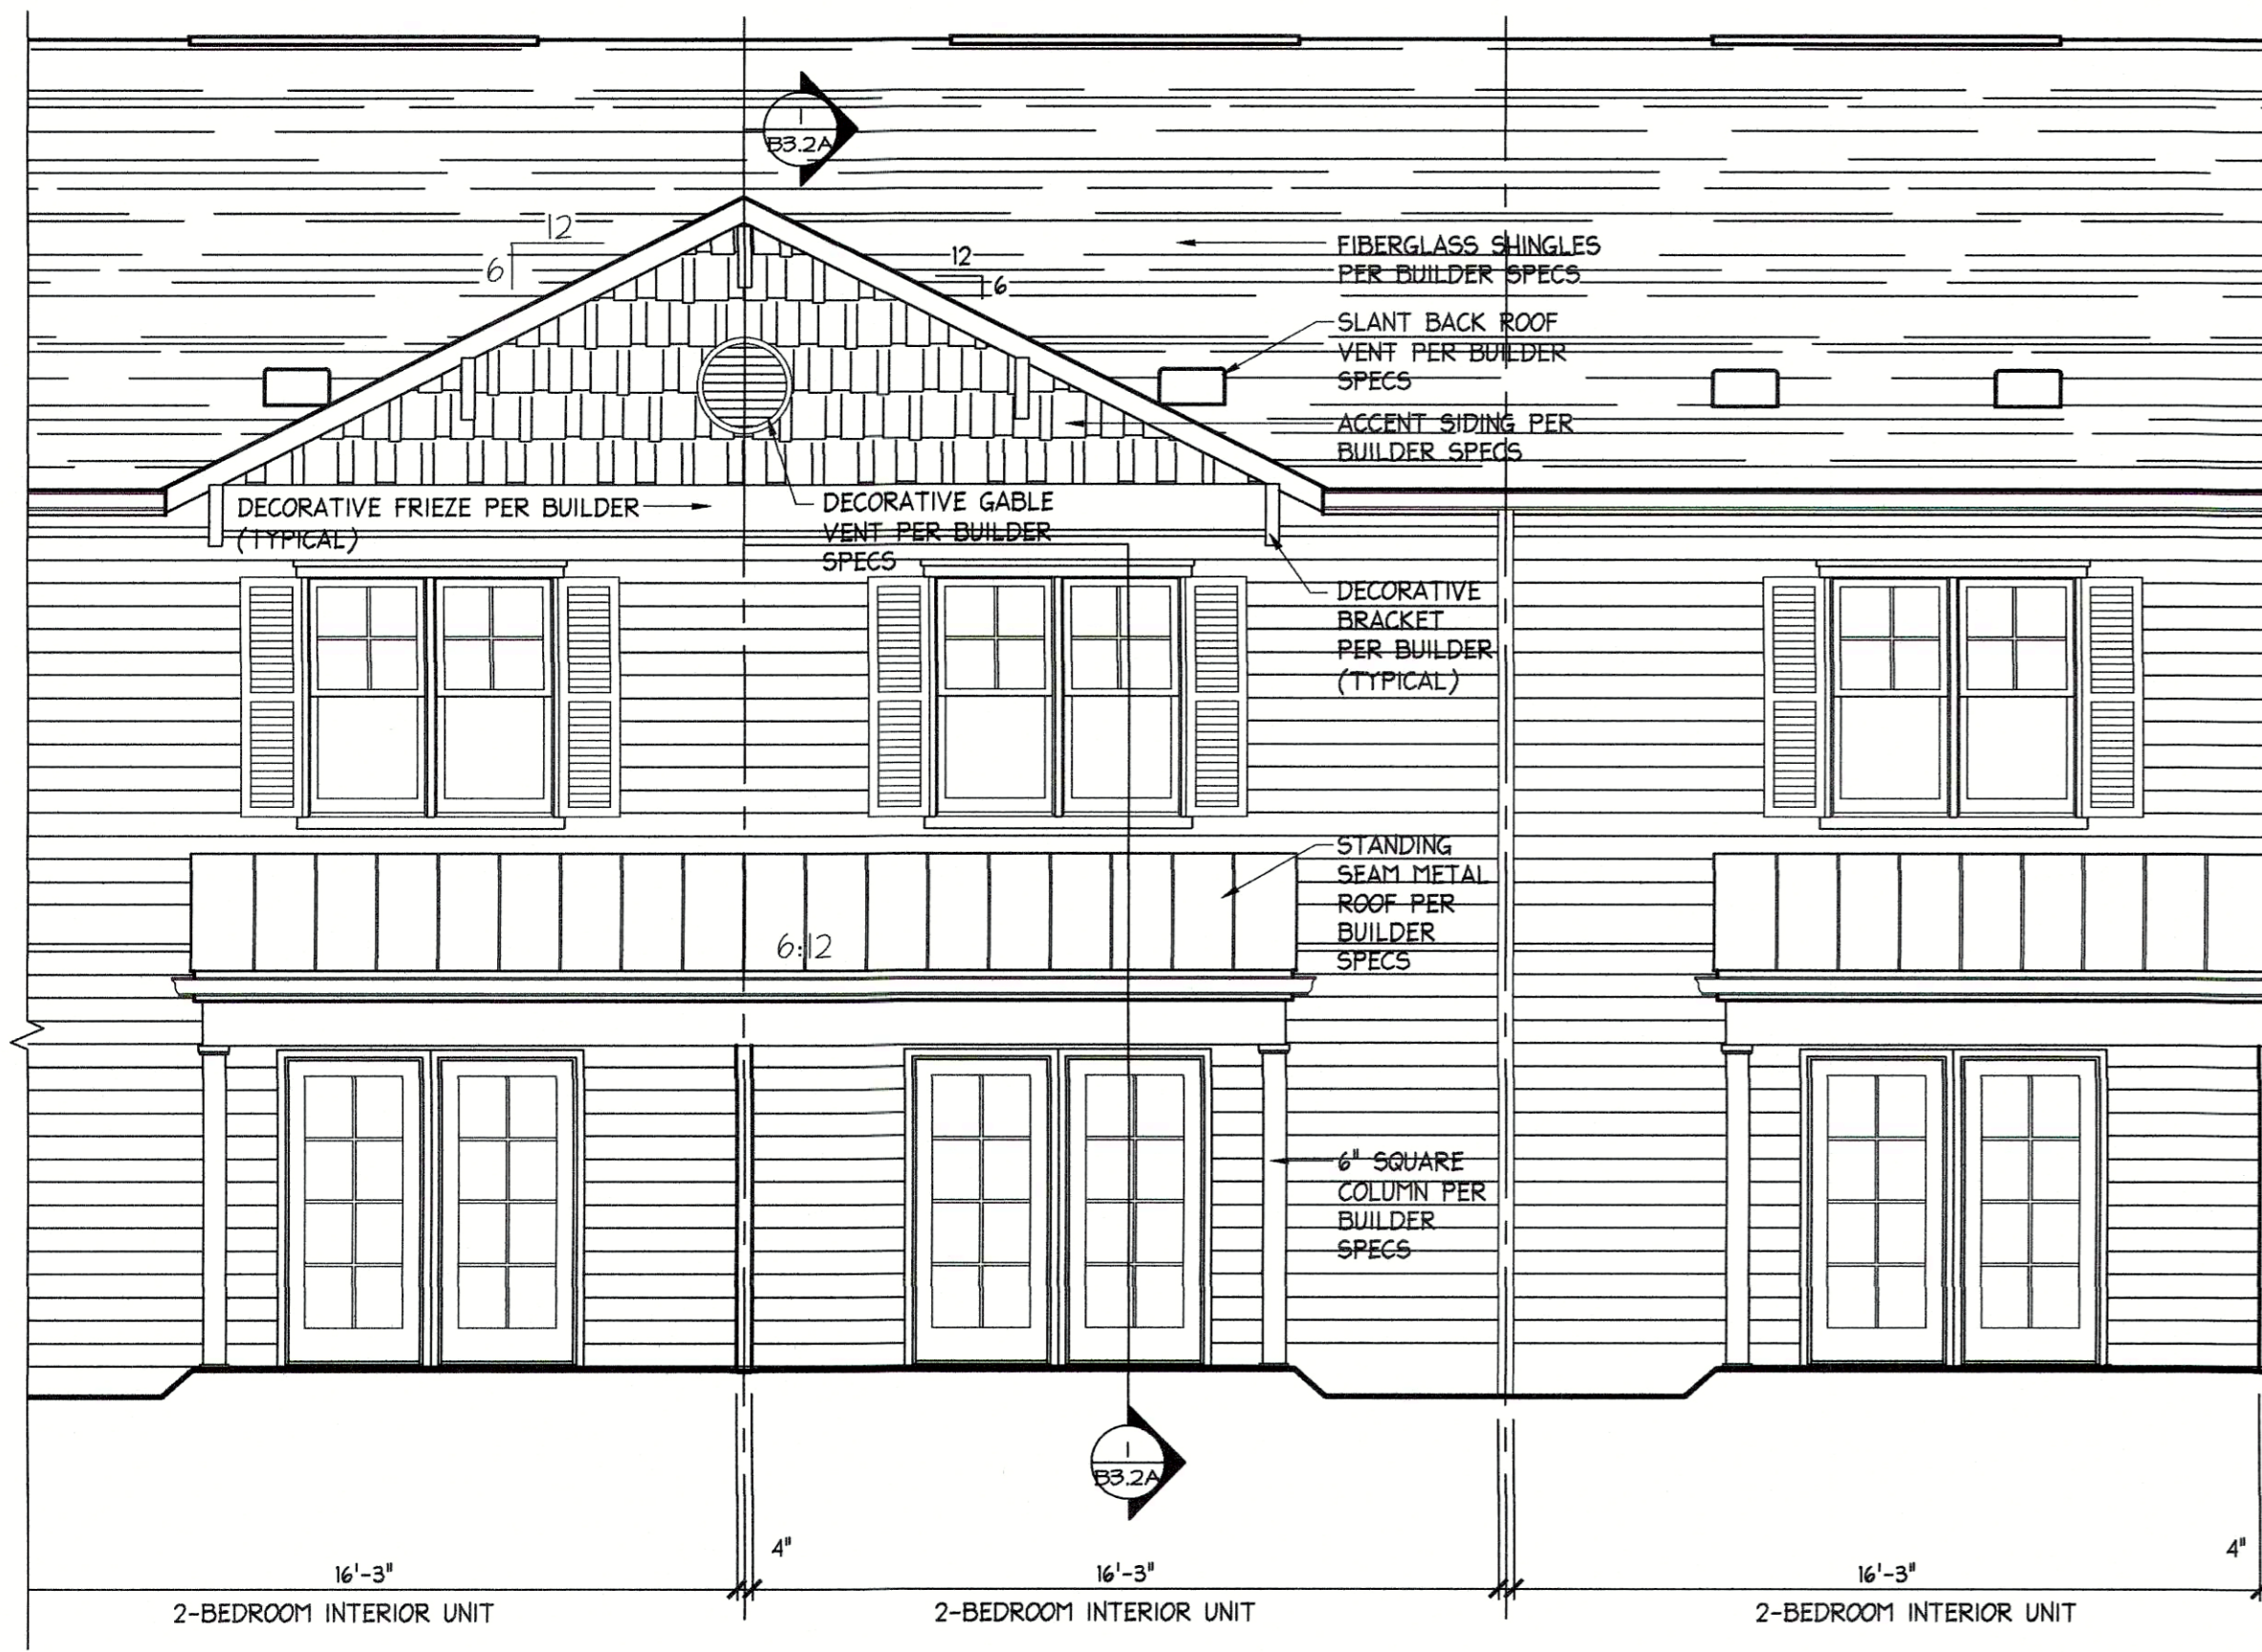 1
B3.2A
12
6
12
6
FIBERGLASS SHINGLES
PER BUILDER SPECS
SLANT BACK ROOF
VENT PER BUILDER
SPECS
ACCENT SIDING PER
BUILDER SPECS
DECORATIVE FRIEZE PER BUILDER
(TYPICAL)
DECORATIVE GABLE
VENT PER BUILDER
SPECS
DECORATIVE
BRACKET
PER BUILDER
(TYPICAL)
STANDING
SEAM METAL
ROOF PER
BUILDER
SPECS
6:12
6" SQUARE
COLUMN PER
BUILDER
SPECS
1
B3.2A
4"
4"
16'-3"
16'-3"
16'-3"
2-BEDROOM INTERIOR UNIT
2-BEDROOM INTERIOR UNIT
2-BEDROOM INTERIOR UNIT